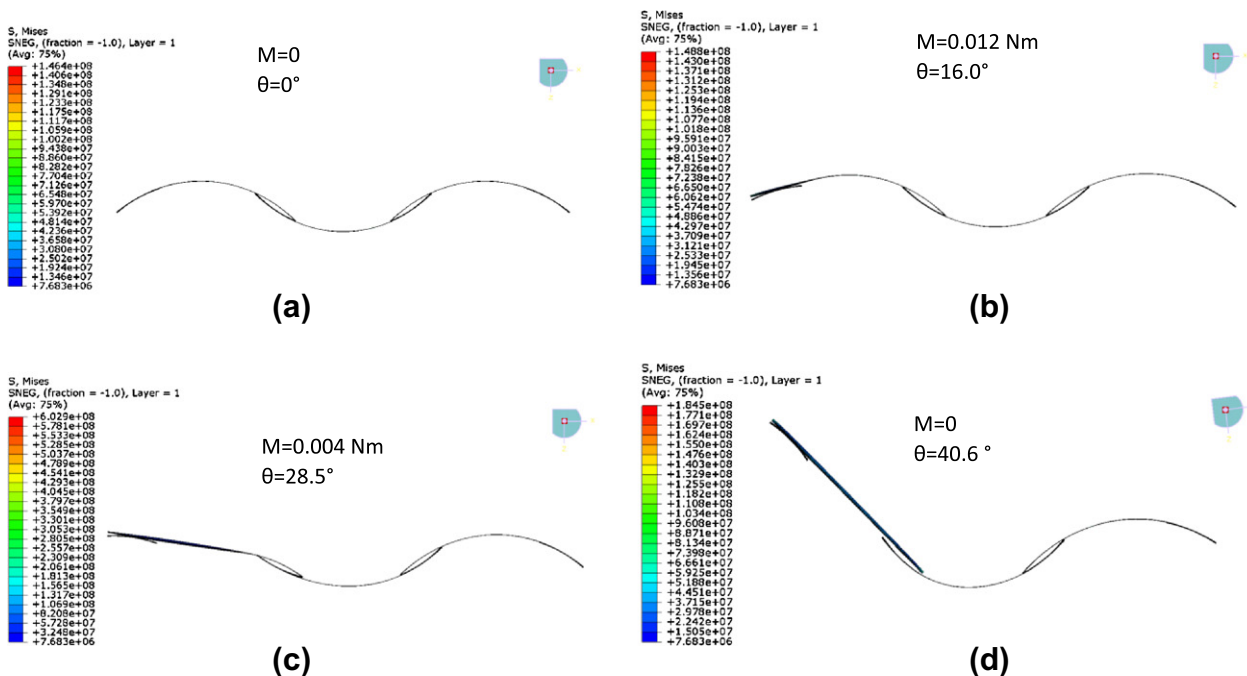 S, Mises
SNEG, (fraction = -1.0), Layer = 1
(Avg: 75%)
+1.464e+08
+1.406e+08
+1.348e+08
+1.291e+08
+1.233e+08
+1.175e+08
+1.117e+08
+1.059e+08
+1.002e+08
+9.438e+07
+8.860e+07
+8.282e+07
+7.704e+07
+7.126e+07
+6.548e+07
+5.970e+07
+5.392e+07
+4.814e+07
+4.236e+07
+3.658e+07
+3.080e+07
+2.502e+07
+1.924e+07
+1.346e+07
+7.683e+06
M=0
θ=0°
(a)
S, Mises
SNEG, (fraction = -1.0), Layer = 1
(Avg: 75%)
+1.488e+08
+1.430e+08
+1.371e+08
+1.312e+08
+1.253e+08
+1.194e+08
+1.136e+08
+1.077e+08
+1.018e+08
+9.591e+07
+9.003e+07
+8.415e+07
+7.826e+07
+7.238e+07
+6.650e+07
+6.062e+07
+5.474e+07
+4.886e+07
+4.297e+07
+3.709e+07
+3.121e+07
+2.533e+07
+1.945e+07
+1.356e+07
+7.683e+06
M=0.012 Nm
θ=16.0°
(b)
S, Mises
SNEG, (fraction = -1.0), Layer = 1
(Avg: 75%)
+6.029e+08
+5.781e+08
+5.533e+08
+5.285e+08
+5.037e+08
+4.789e+08
+4.541e+08
+4.293e+08
+4.045e+08
+3.797e+08
+3.549e+08
+3.301e+08
+3.053e+08
+2.805e+08
+2.557e+08
+2.309e+08
+2.061e+08
+1.813e+08
+1.565e+08
+1.317e+08
+1.069e+08
+8.208e+07
+5.728e+07
+3.248e+07
+7.683e+06
M=0.004 Nm
θ=28.5°
(c)
S, Mises
SNEG, (fraction = -1.0), Layer = 1
(Avg: 75%)
+1.845e+08
+1.771e+08
+1.697e+08
+1.624e+08
+1.550e+08
+1.476e+08
+1.403e+08
+1.329e+08
+1.255e+08
+1.182e+08
+1.108e+08
+1.034e+08
+9.608e+07
+8.871e+07
+8.134e+07
+7.398e+07
+6.661e+07
+5.925e+07
+5.188e+07
+4.451e+07
+3.715e+07
+2.978e+07
+2.242e+07
+1.505e+07
+7.683e+06
M=0
θ=40.6 °
(d)